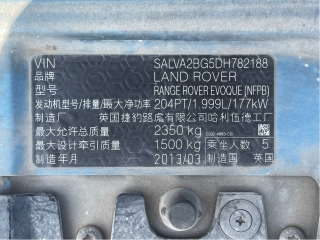 VIN SALVA2BG5DH782188
品牌 LAND ROVER
型号 RANGE ROVER EVOQUE (NFPB)
发动机型号/排量/最大净功率 204PT/1.999L/177kW
生产厂 英国捷豹路虎有限公司哈利伍德工厂
最大允许总质量 2350 kg
最大设计牵引质量 1500 kg 乘坐人数 5
制造年月 2013/03 制造国 英国